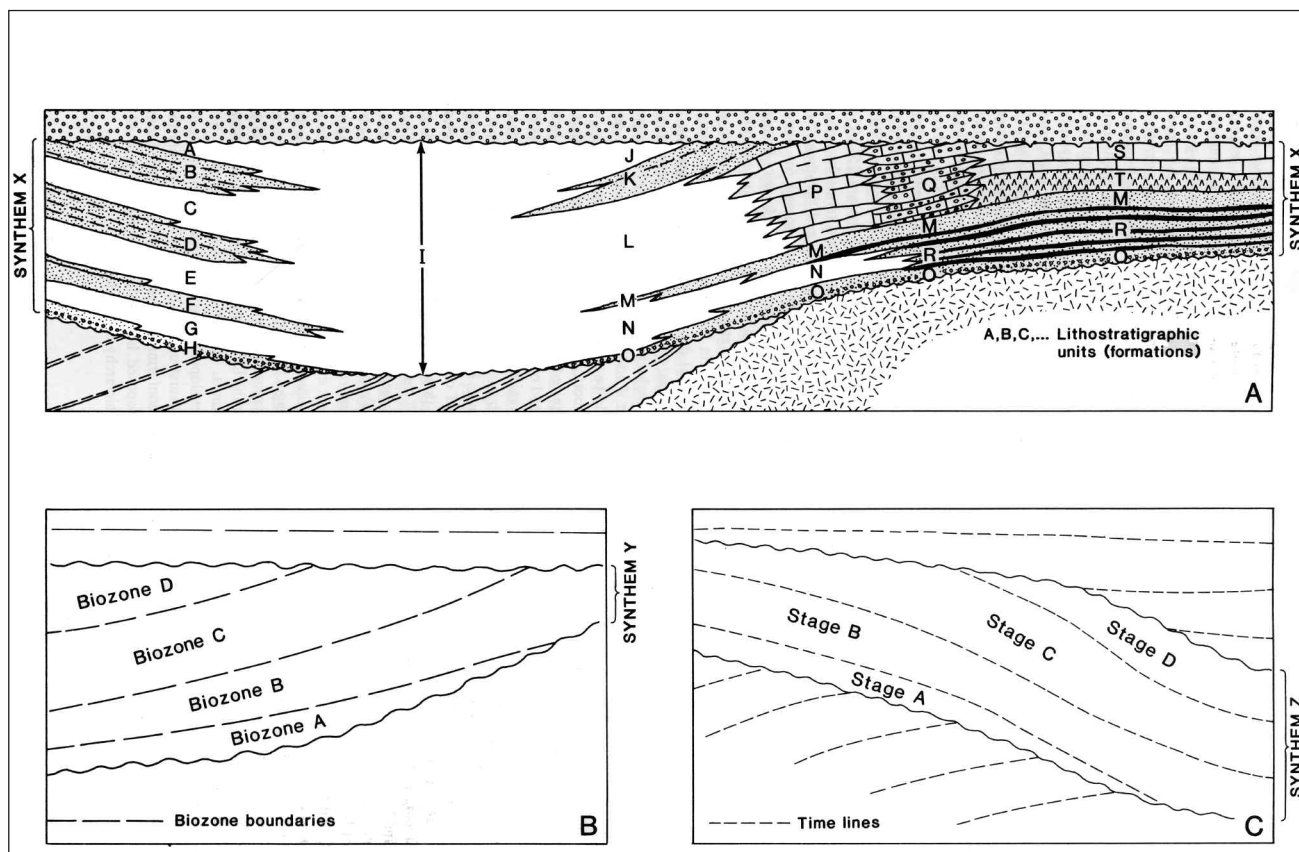 SYNTHEM X
A
B
C
D
E
F
G
H
I
J
K
L
M
N
O
P
M
N
O
Q
M
R
O
S
T
M
R
O
SYNTHEM X
A,B,C,... Lithostratigraphic
units (formations)
A
Biozone D
Biozone C
Biozone B
Biozone A
Biozone boundaries
B
SYNTHEM Y
Stage B
Stage C
Stage D
Stage A
Time lines
C
SYNTHEM Z